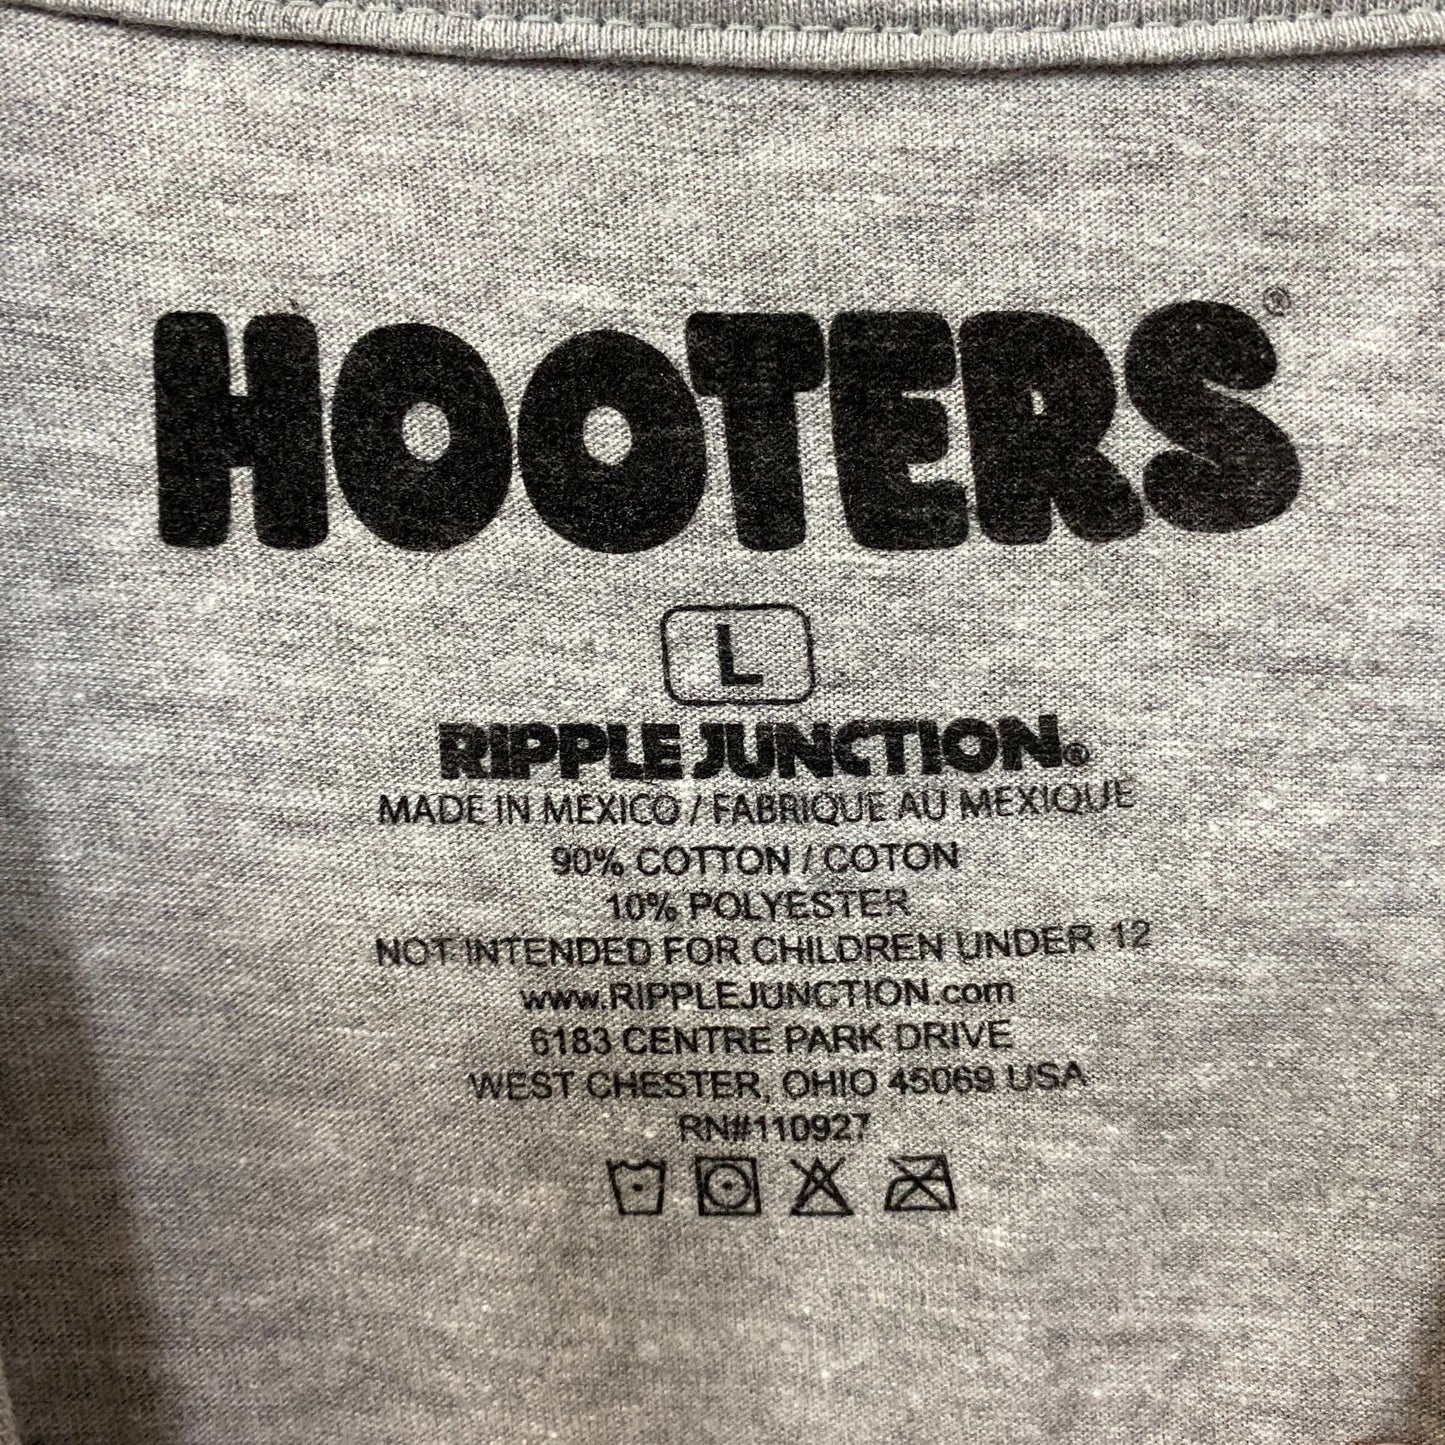 HOOTERS®
L
RIPPLE JUNCTION®
MADE IN MEXICO / FABRIQUE AU MEXIQUE
90% COTTON / COTON
10% POLYESTER
NOT INTENDED FOR CHILDREN UNDER 12
www.RIPPLEJUNCTION.com
6183 CENTRE PARK DRIVE
WEST CHESTER, OHIO 45069 USA
RN#110927